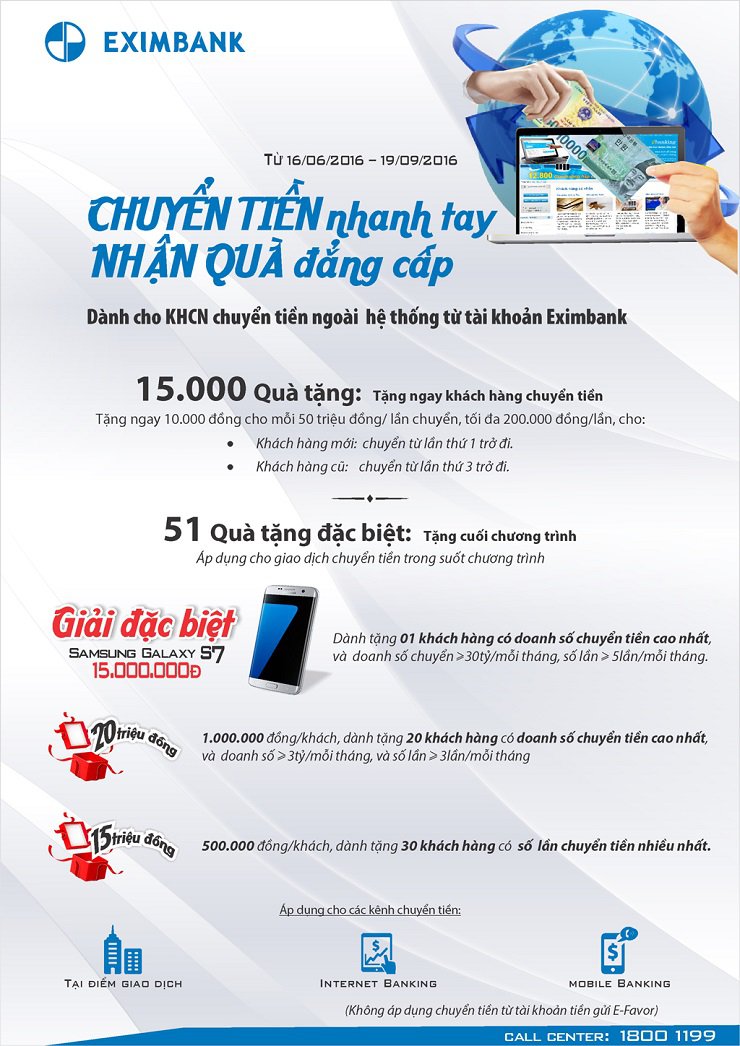 EXIMBANK
TỪ 16/06/2016 – 19/09/2016
CHUYỂN TIỀN nhanh tay
NHẬN QUÀ đẳng cấp
Dành cho KHCN chuyển tiền ngoài hệ thống từ tài khoản Eximbank
15.000 Quà tặng: Tặng ngay khách hàng chuyển tiền
Tặng ngay 10.000 đồng cho mỗi 50 triệu đồng/ lần chuyển, tối đa 200.000 đồng/lần, cho:
• Khách hàng mới: chuyển từ lần thứ 1 trở đi.
• Khách hàng cũ: chuyển từ lần thứ 3 trở đi.
51 Quà tặng đặc biệt: Tặng cuối chương trình
Áp dụng cho giao dịch chuyển tiền trong suốt chương trình
Giải đặc biệt
SAMSUNG GALAXY S7
15.000.000Đ
Dành tặng 01 khách hàng có doanh số chuyển tiền cao nhất,
và doanh số chuyển ⩾30tỷ/mỗi tháng, số lần ⩾ 5lần/mỗi tháng.
20 triệu đồng
1.000.000 đồng/khách, dành tặng 20 khách hàng có doanh số chuyển tiền cao nhất,
và doanh số ⩾ 3tỷ/mỗi tháng, và số lần ⩾ 3lần/mỗi tháng
15 triệu đồng
500.000 đồng/khách, dành tặng 30 khách hàng có số lần chuyển tiền nhiều nhất.
Áp dụng cho các kênh chuyển tiền:
TẠI ĐIỂM GIAO DỊCH
INTERNET BANKING
MOBILE BANKING
(Không áp dụng chuyển tiền từ tài khoản tiền gửi E-Favor)
CALL CENTER: 1800 1199